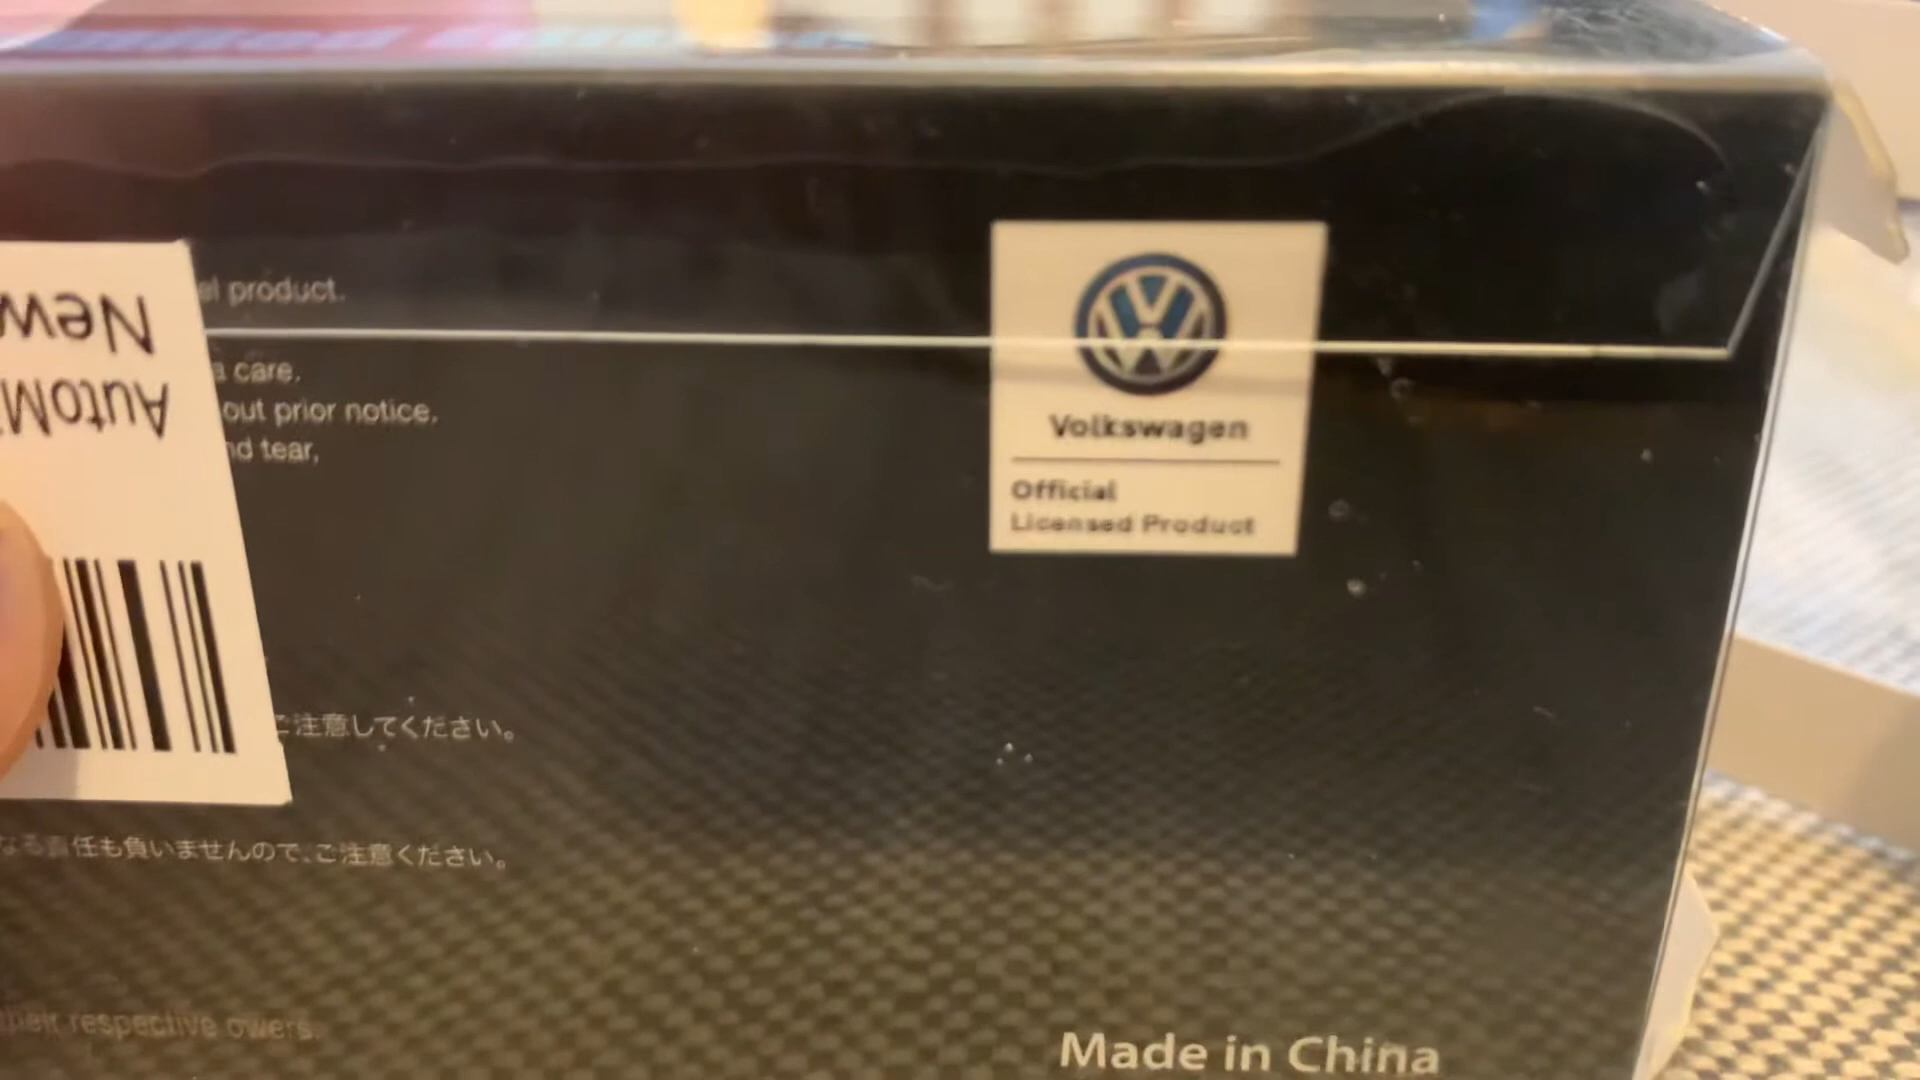 el product.
a care.
out prior notice.
nd tear,
New
AutoM
Volkswagen
Official
Licensed Product
ご注意してください。
なる責任も負いませんので、ご注意ください。
their respective owers.
Made in China